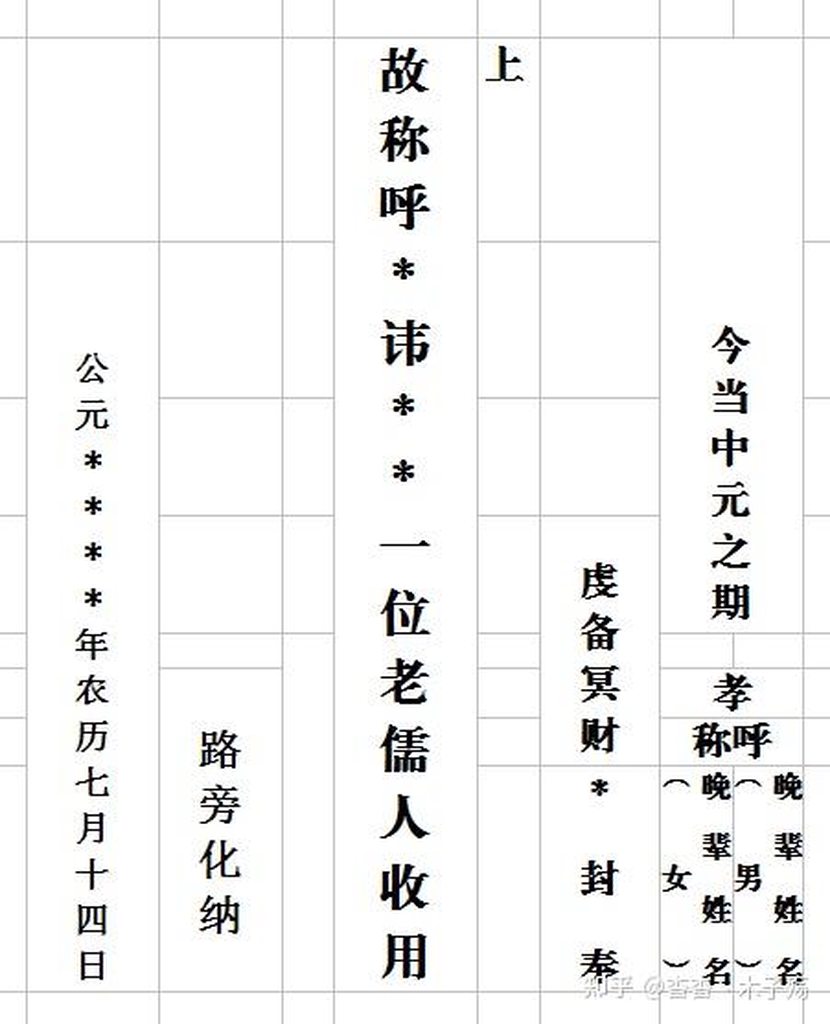 今当中元之期
孝
称呼
晚辈姓名
（男）
晚辈姓名
（女）
虔备冥财*封奉
上
故称呼*讳**一位老儒人收用
路旁化纳
公元****年农历七月十四日
知乎 @杳杳一木子殇